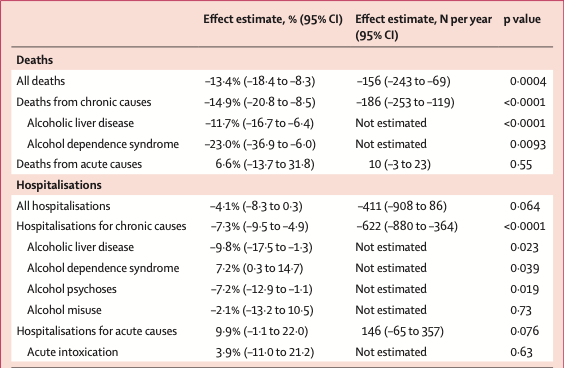 Effect estimate, % (95% CI) Effect estimate, N per year (95% CI) p value
Deaths
All deaths –13·4% (–18·4 to –8·3) –156 (–243 to –69) 0·0004
Deaths from chronic causes –14·9% (–20·8 to –8·5) –186 (–253 to –119) <0·0001
Alcoholic liver disease –11·7% (–16·7 to –6·4) Not estimated <0·0001
Alcohol dependence syndrome –23·0% (–36·9 to –6·0) Not estimated 0·0093
Deaths from acute causes 6·6% (–13·7 to 31·8) 10 (–3 to 23) 0·55
Hospitalisations
All hospitalisations –4·1% (–8·3 to 0·3) –411 (–908 to 86) 0·064
Hospitalisations for chronic causes –7·3% (–9·5 to –4·9) –622 (–880 to –364) <0·0001
Alcoholic liver disease –9·8% (–17·5 to –1·3) Not estimated 0·023
Alcohol dependence syndrome 7·2% (0·3 to 14·7) Not estimated 0·039
Alcohol psychoses –7·2% (–12·9 to –1·1) Not estimated 0·019
Alcohol misuse –2·1% (–13·2 to 10·5) Not estimated 0·73
Hospitalisations for acute causes 9·9% (–1·1 to 22·0) 146 (–65 to 357) 0·076
Acute intoxication 3·9% (–11·0 to 21·2) Not estimated 0·63